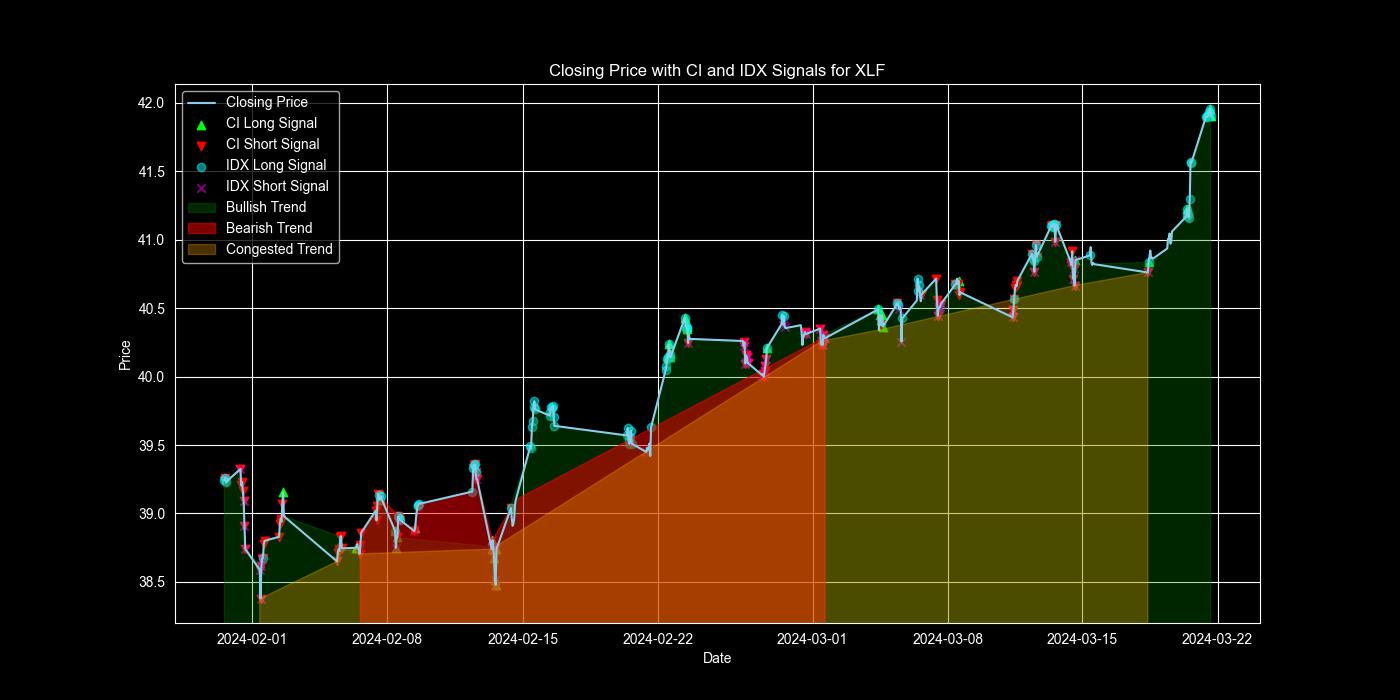 Closing Price with CI and IDX Signals for XLF
Closing Price
CI Long Signal
CI Short Signal
IDX Long Signal
IDX Short Signal
Bullish Trend
Bearish Trend
Congested Trend
42.0
41.5
41.0
40.5
40.0
39.5
39.0
38.5
Price
2024-02-01 2024-02-08 2024-02-15 2024-02-22 2024-03-01 2024-03-08 2024-03-15 2024-03-22
Date